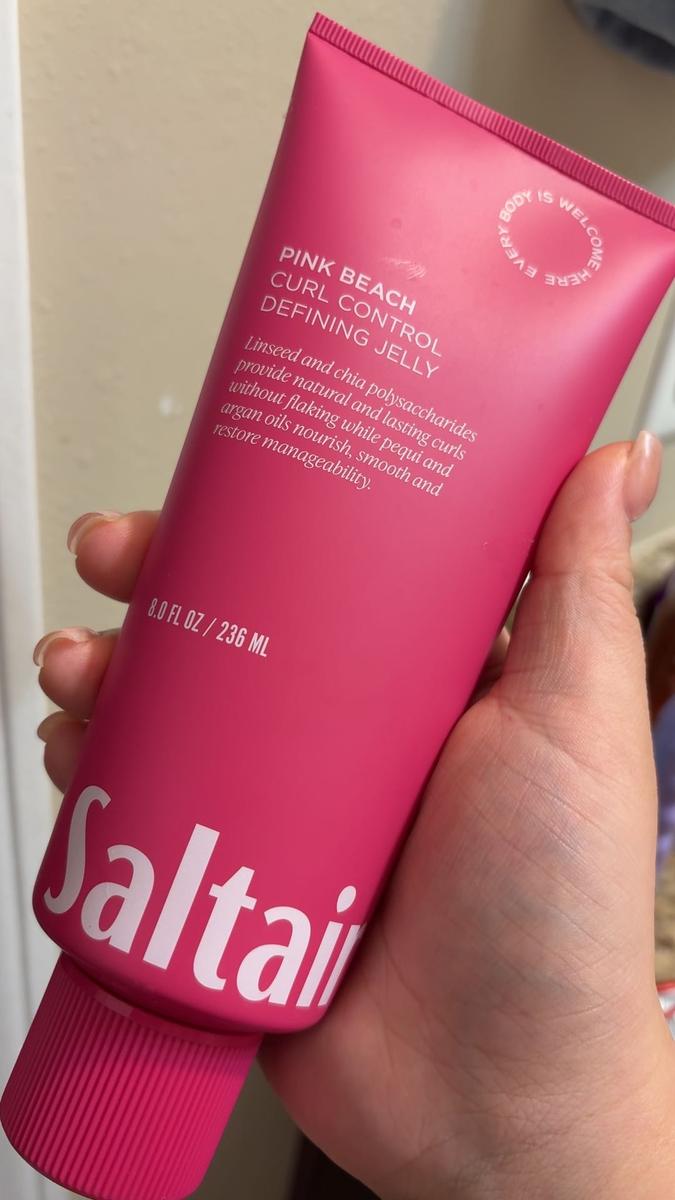 EVERY BODY IS WELCOME HERE
PINK BEACH
CURL CONTROL
DEFINING JELLY
Linseed and chia polysaccharides
provide natural and lasting curls
without flaking while pequi and
argan oils nourish, smooth and
restore manageability.
8.0 FL OZ / 236 ML
Saltair